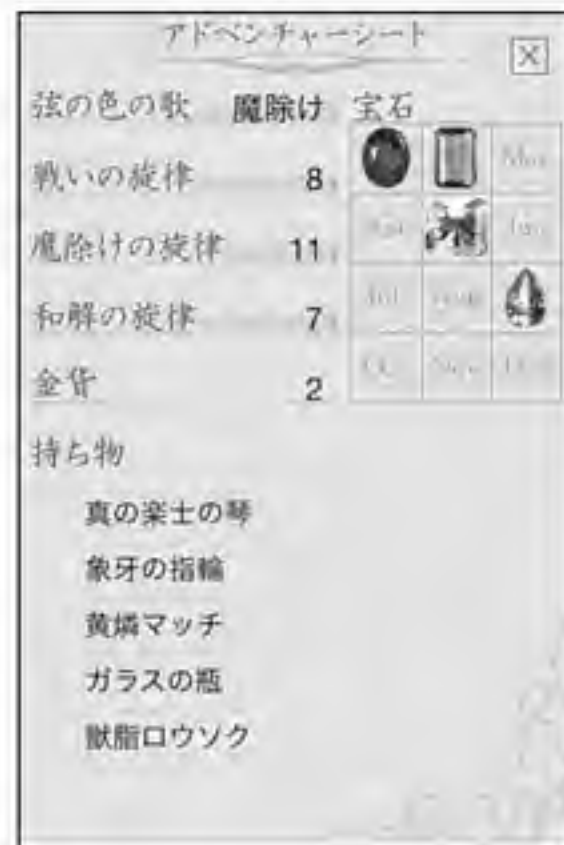 アドベンチャーシート
弦の色の歌 魔除け
戦いの旋律 8
魔除けの旋律 11
和解の旋律 7
金貨 2
持ち物
真の楽士の琴
象牙の指輪
黄燐マッチ
ガラスの瓶
獣脂ロウソク
宝石